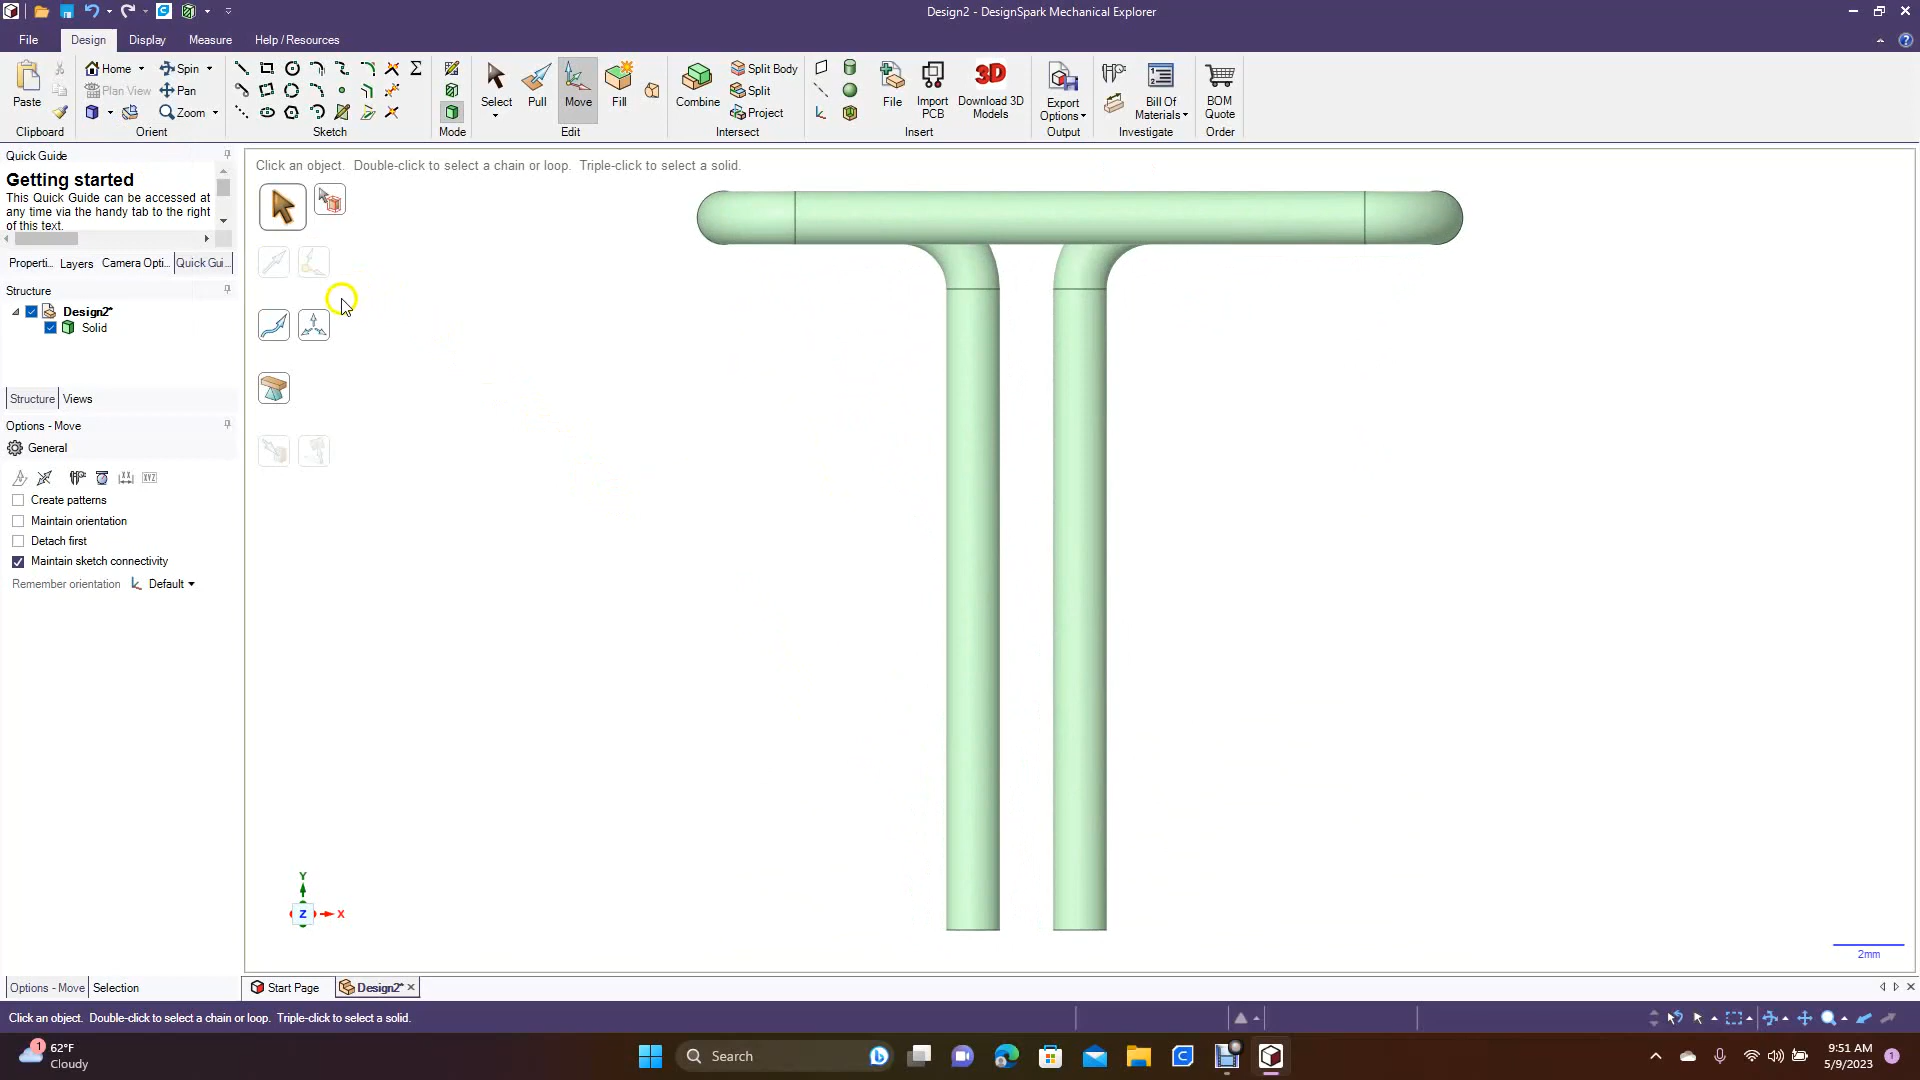 Design2 - DesignSpark Mechanical Explorer
File Design Display Measure Help / Resources
Paste
Clipboard
Home Spin
Plan View Pan
Zoom
Orient
Sketch
Mode
Select Pull Move Fill
Edit
Combine Split Body
Split
Project
Intersect
File Import PCB Download 3D Models
3D
Insert
Export Options
Output
Bill Of Materials
Investigate
BOM Quote
Order
Quick Guide
Getting started
This Quick Guide can be accessed at
any time via the handy tab to the right
of this text.
Properti... Layers Camera Opti... Quick Gui...
Structure
Design2*
Solid
Structure Views
Options - Move
General
XX XYZ
Create patterns
Maintain orientation
Detach first
Maintain sketch connectivity
Remember orientation Default
Click an object. Double-click to select a chain or loop. Triple-click to select a solid.
Y
Z X
2mm
Options - Move Selection
Start Page Design2*
Click an object. Double-click to select a chain or loop. Triple-click to select a solid.
1
62°F
Cloudy
Search
9:51 AM
5/9/2023
1